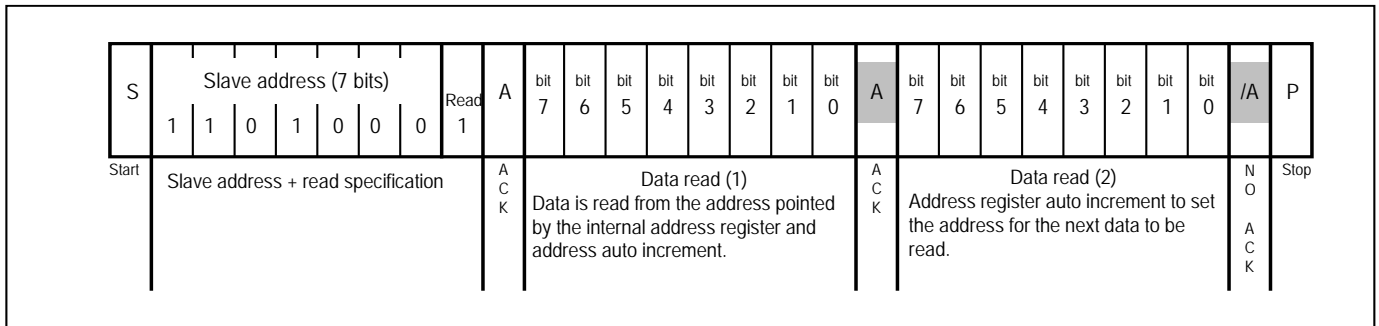 S
Slave address (7 bits)
1 1 0 1 0 0 0
Read
1
A
bit 7 bit 6 bit 5 bit 4 bit 3 bit 2 bit 1 bit 0
A
bit 7 bit 6 bit 5 bit 4 bit 3 bit 2 bit 1 bit 0
/A
P
Start
Slave address + read specification
ACK
Data read (1)
Data is read from the address pointed
by the internal address register and
address auto increment.
ACK
Data read (2)
Address register auto increment to set
the address for the next data to be
read.
NO ACK
Stop